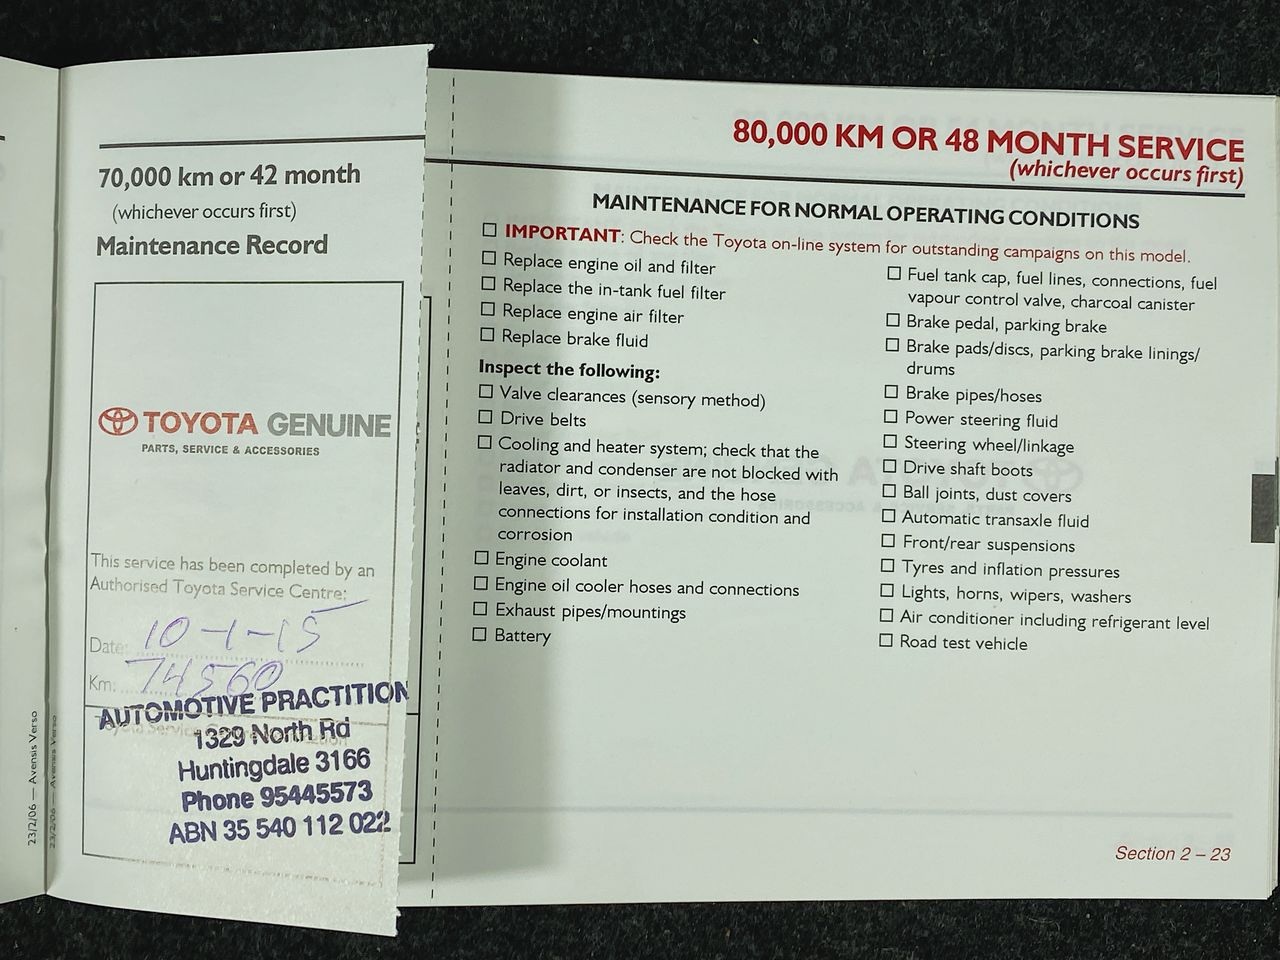 70,000 km or 42 month
(whichever occurs first)
Maintenance Record
TOYOTA GENUINE
PARTS, SERVICE & ACCESSORIES
This service has been completed by an
Authorised Toyota Service Centre:
Date: 10-1-15
Km: 74560
AUTOMOTIVE PRACTITION
1329 North Rd
Huntingdale 3166
Phone 95445573
ABN 35 540 112 022
23/2/06 — Avensis Verso
23/2/06 — Avensis Verso
80,000 KM OR 48 MONTH SERVICE
(whichever occurs first)
MAINTENANCE FOR NORMAL OPERATING CONDITIONS
IMPORTANT: Check the Toyota on-line system for outstanding campaigns on this model.
Replace engine oil and filter
Replace the in-tank fuel filter
Replace engine air filter
Replace brake fluid
Inspect the following:
Valve clearances (sensory method)
Drive belts
Cooling and heater system; check that the
radiator and condenser are not blocked with
leaves, dirt, or insects, and the hose
connections for installation condition and
corrosion
Engine coolant
Engine oil cooler hoses and connections
Exhaust pipes/mountings
Battery
Fuel tank cap, fuel lines, connections, fuel
vapour control valve, charcoal canister
Brake pedal, parking brake
Brake pads/discs, parking brake linings/
drums
Brake pipes/hoses
Power steering fluid
Steering wheel/linkage
Drive shaft boots
Ball joints, dust covers
Automatic transaxle fluid
Front/rear suspensions
Tyres and inflation pressures
Lights, horns, wipers, washers
Air conditioner including refrigerant level
Road test vehicle
Section 2 – 23